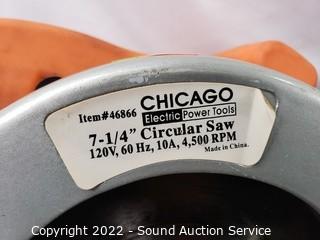 Item#46866 CHICAGO
Electric Power Tools
7-1/4" Circular Saw
120V, 60 Hz, 10A, 4,500 RPM
Made in China.
Copyright 2022 - Sound Auction Service